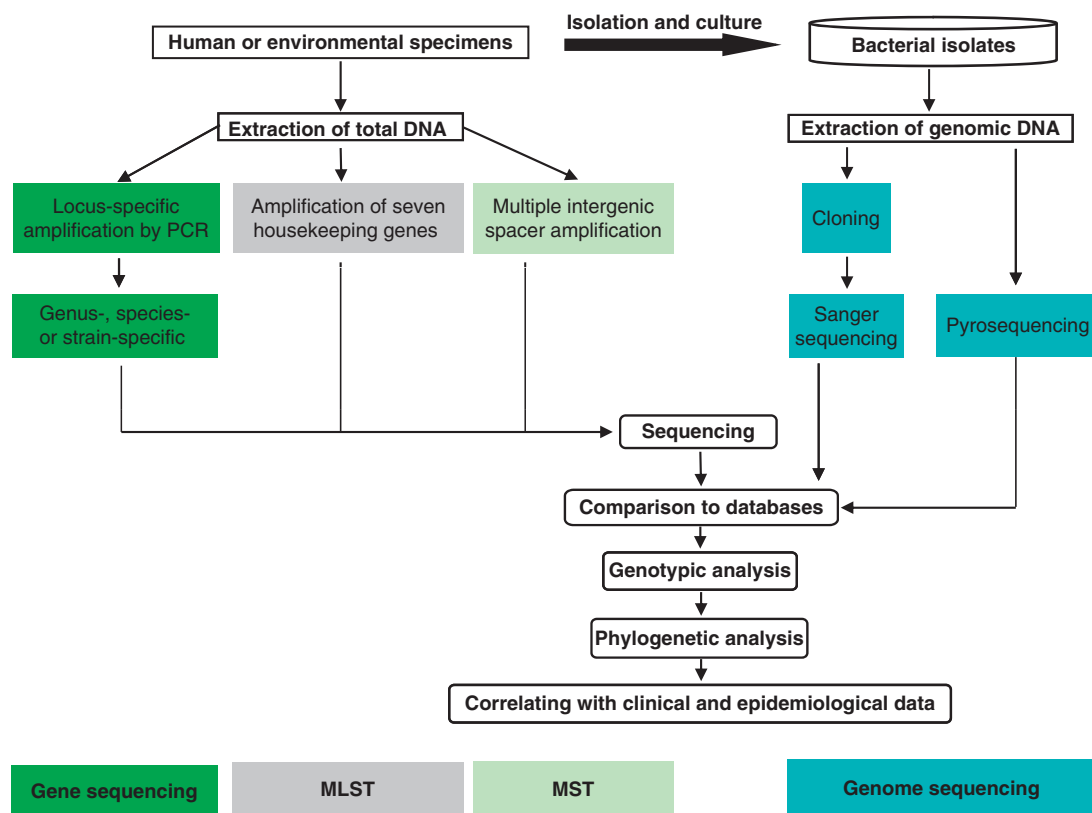 Isolation and culture
Human or environmental specimens
Bacterial isolates
Extraction of total DNA
Extraction of genomic DNA
Locus-specific
amplification by PCR
Amplification of seven
housekeeping genes
Multiple intergenic
spacer amplification
Cloning
Genus-, species-
or strain-specific
Sanger
sequencing
Pyrosequencing
Sequencing
Comparison to databases
Genotypic analysis
Phylogenetic analysis
Correlating with clinical and epidemiological data
Gene sequencing
MLST
MST
Genome sequencing